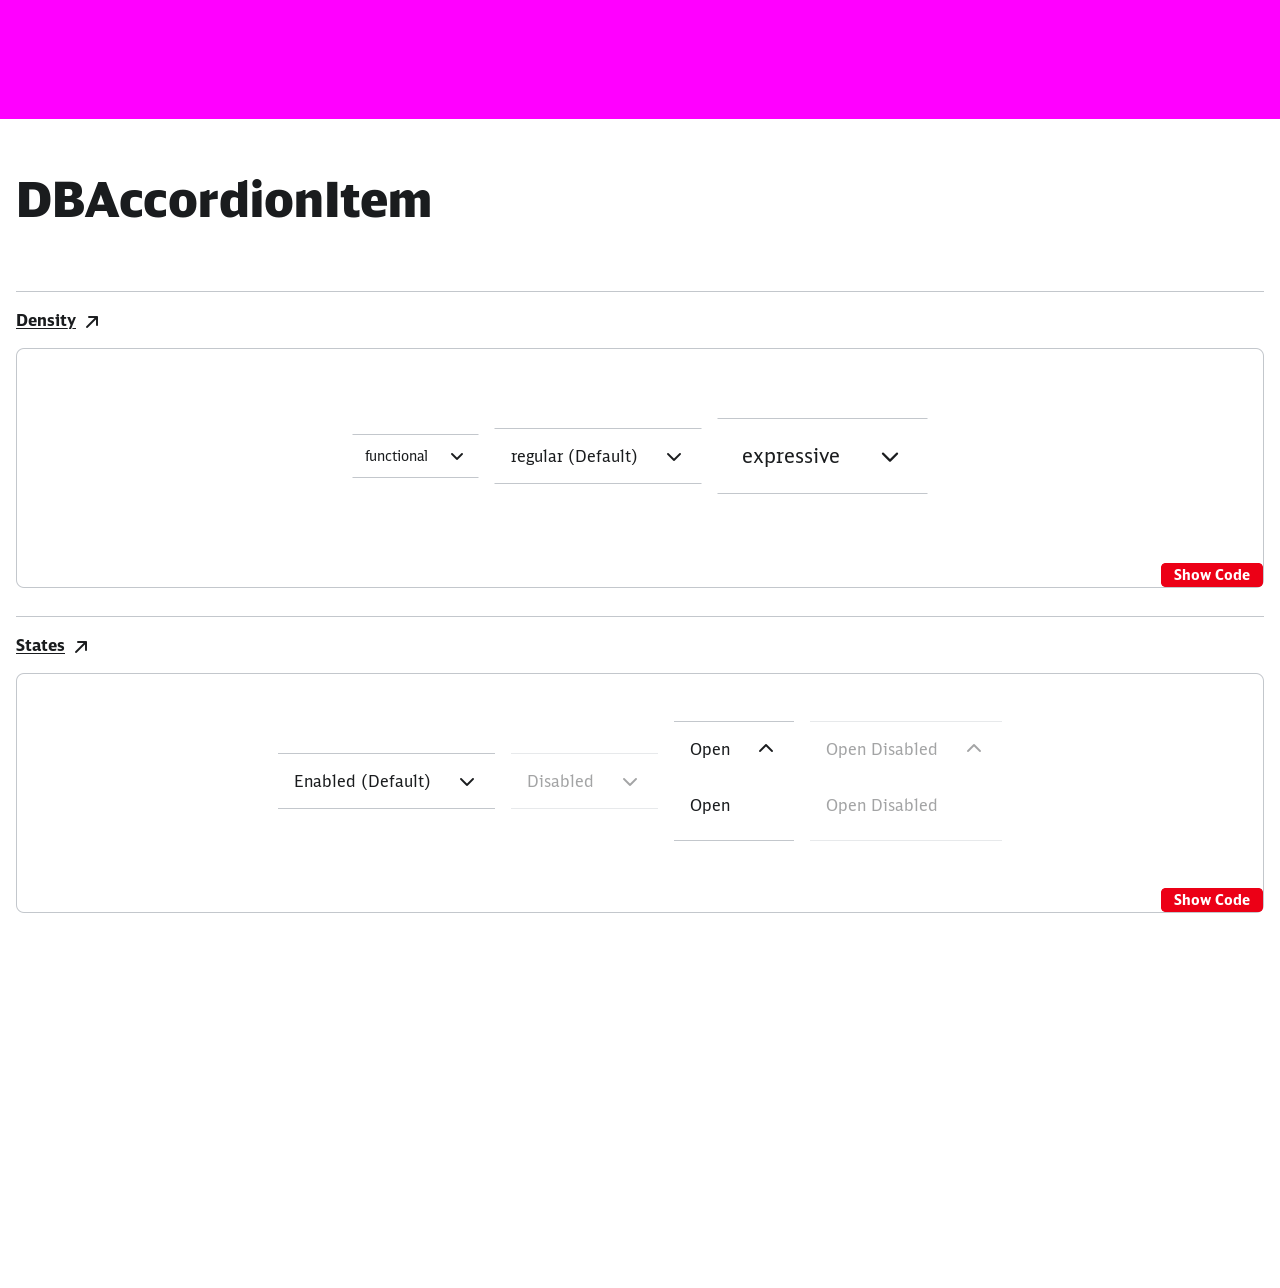 DBAccordionItem
Density
functional
regular (Default)
expressive
Show Code
States
Enabled (Default)
Disabled
Open
Open Disabled
Open
Open Disabled
Show Code